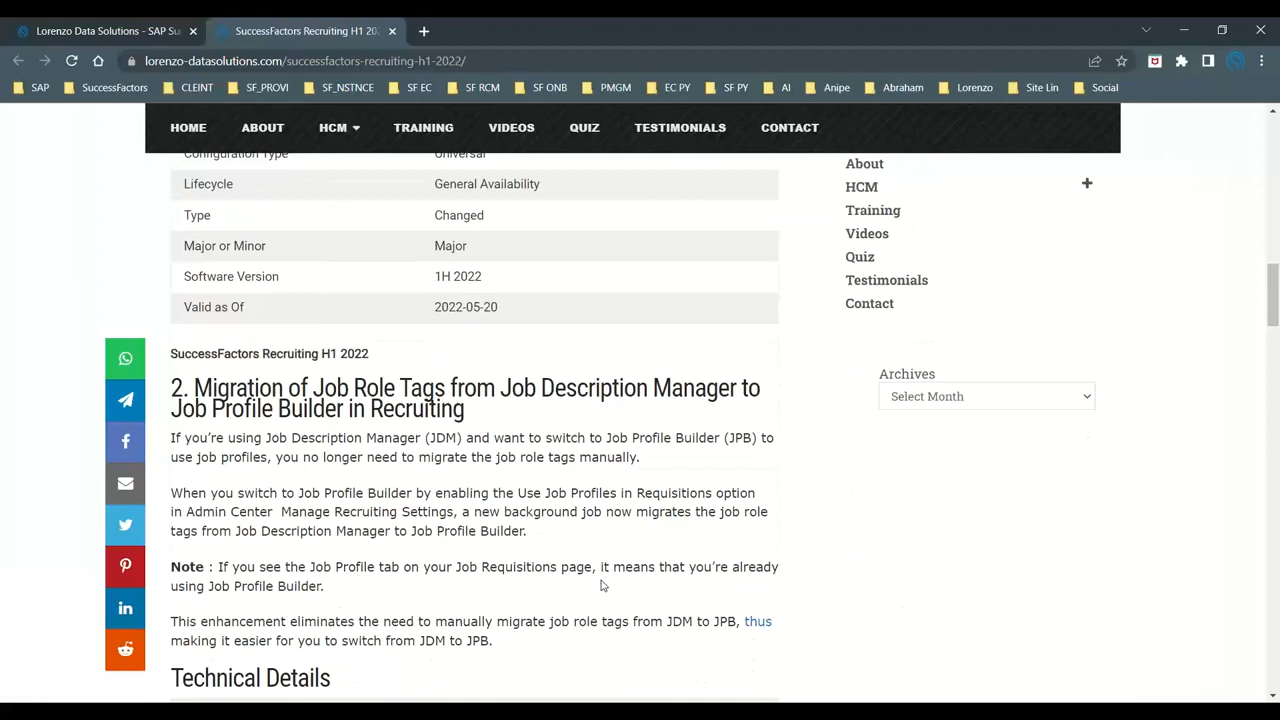 Lorenzo Data Solutions - SAP Su
SuccessFactors Recruiting H1 202
lorenzo-datasolutions.com/successfactors-recruiting-h1-2022/
SAP SuccessFactors CLEINT SF_PROVI SF_NSTNCE SF EC SF RCM SF ONB PMGM EC PY SF PY AI Anipe Abraham Lorenzo Site Lin Social
HOME ABOUT HCM TRAINING VIDEOS QUIZ TESTIMONIALS CONTACT
Configuration Type Universal
Lifecycle General Availability
Type Changed
Major or Minor Major
Software Version 1H 2022
Valid as Of 2022-05-20
SuccessFactors Recruiting H1 2022
2. Migration of Job Role Tags from Job Description Manager to
Job Profile Builder in Recruiting
If you’re using Job Description Manager (JDM) and want to switch to Job Profile Builder (JPB) to
use job profiles, you no longer need to migrate the job role tags manually.
When you switch to Job Profile Builder by enabling the Use Job Profiles in Requisitions option
in Admin Center Manage Recruiting Settings, a new background job now migrates the job role
tags from Job Description Manager to Job Profile Builder.
Note : If you see the Job Profile tab on your Job Requisitions page, it means that you’re already
using Job Profile Builder.
This enhancement eliminates the need to manually migrate job role tags from JDM to JPB, thus
making it easier for you to switch from JDM to JPB.
Technical Details
About
HCM
Training
Videos
Quiz
Testimonials
Contact
Archives
Select Month